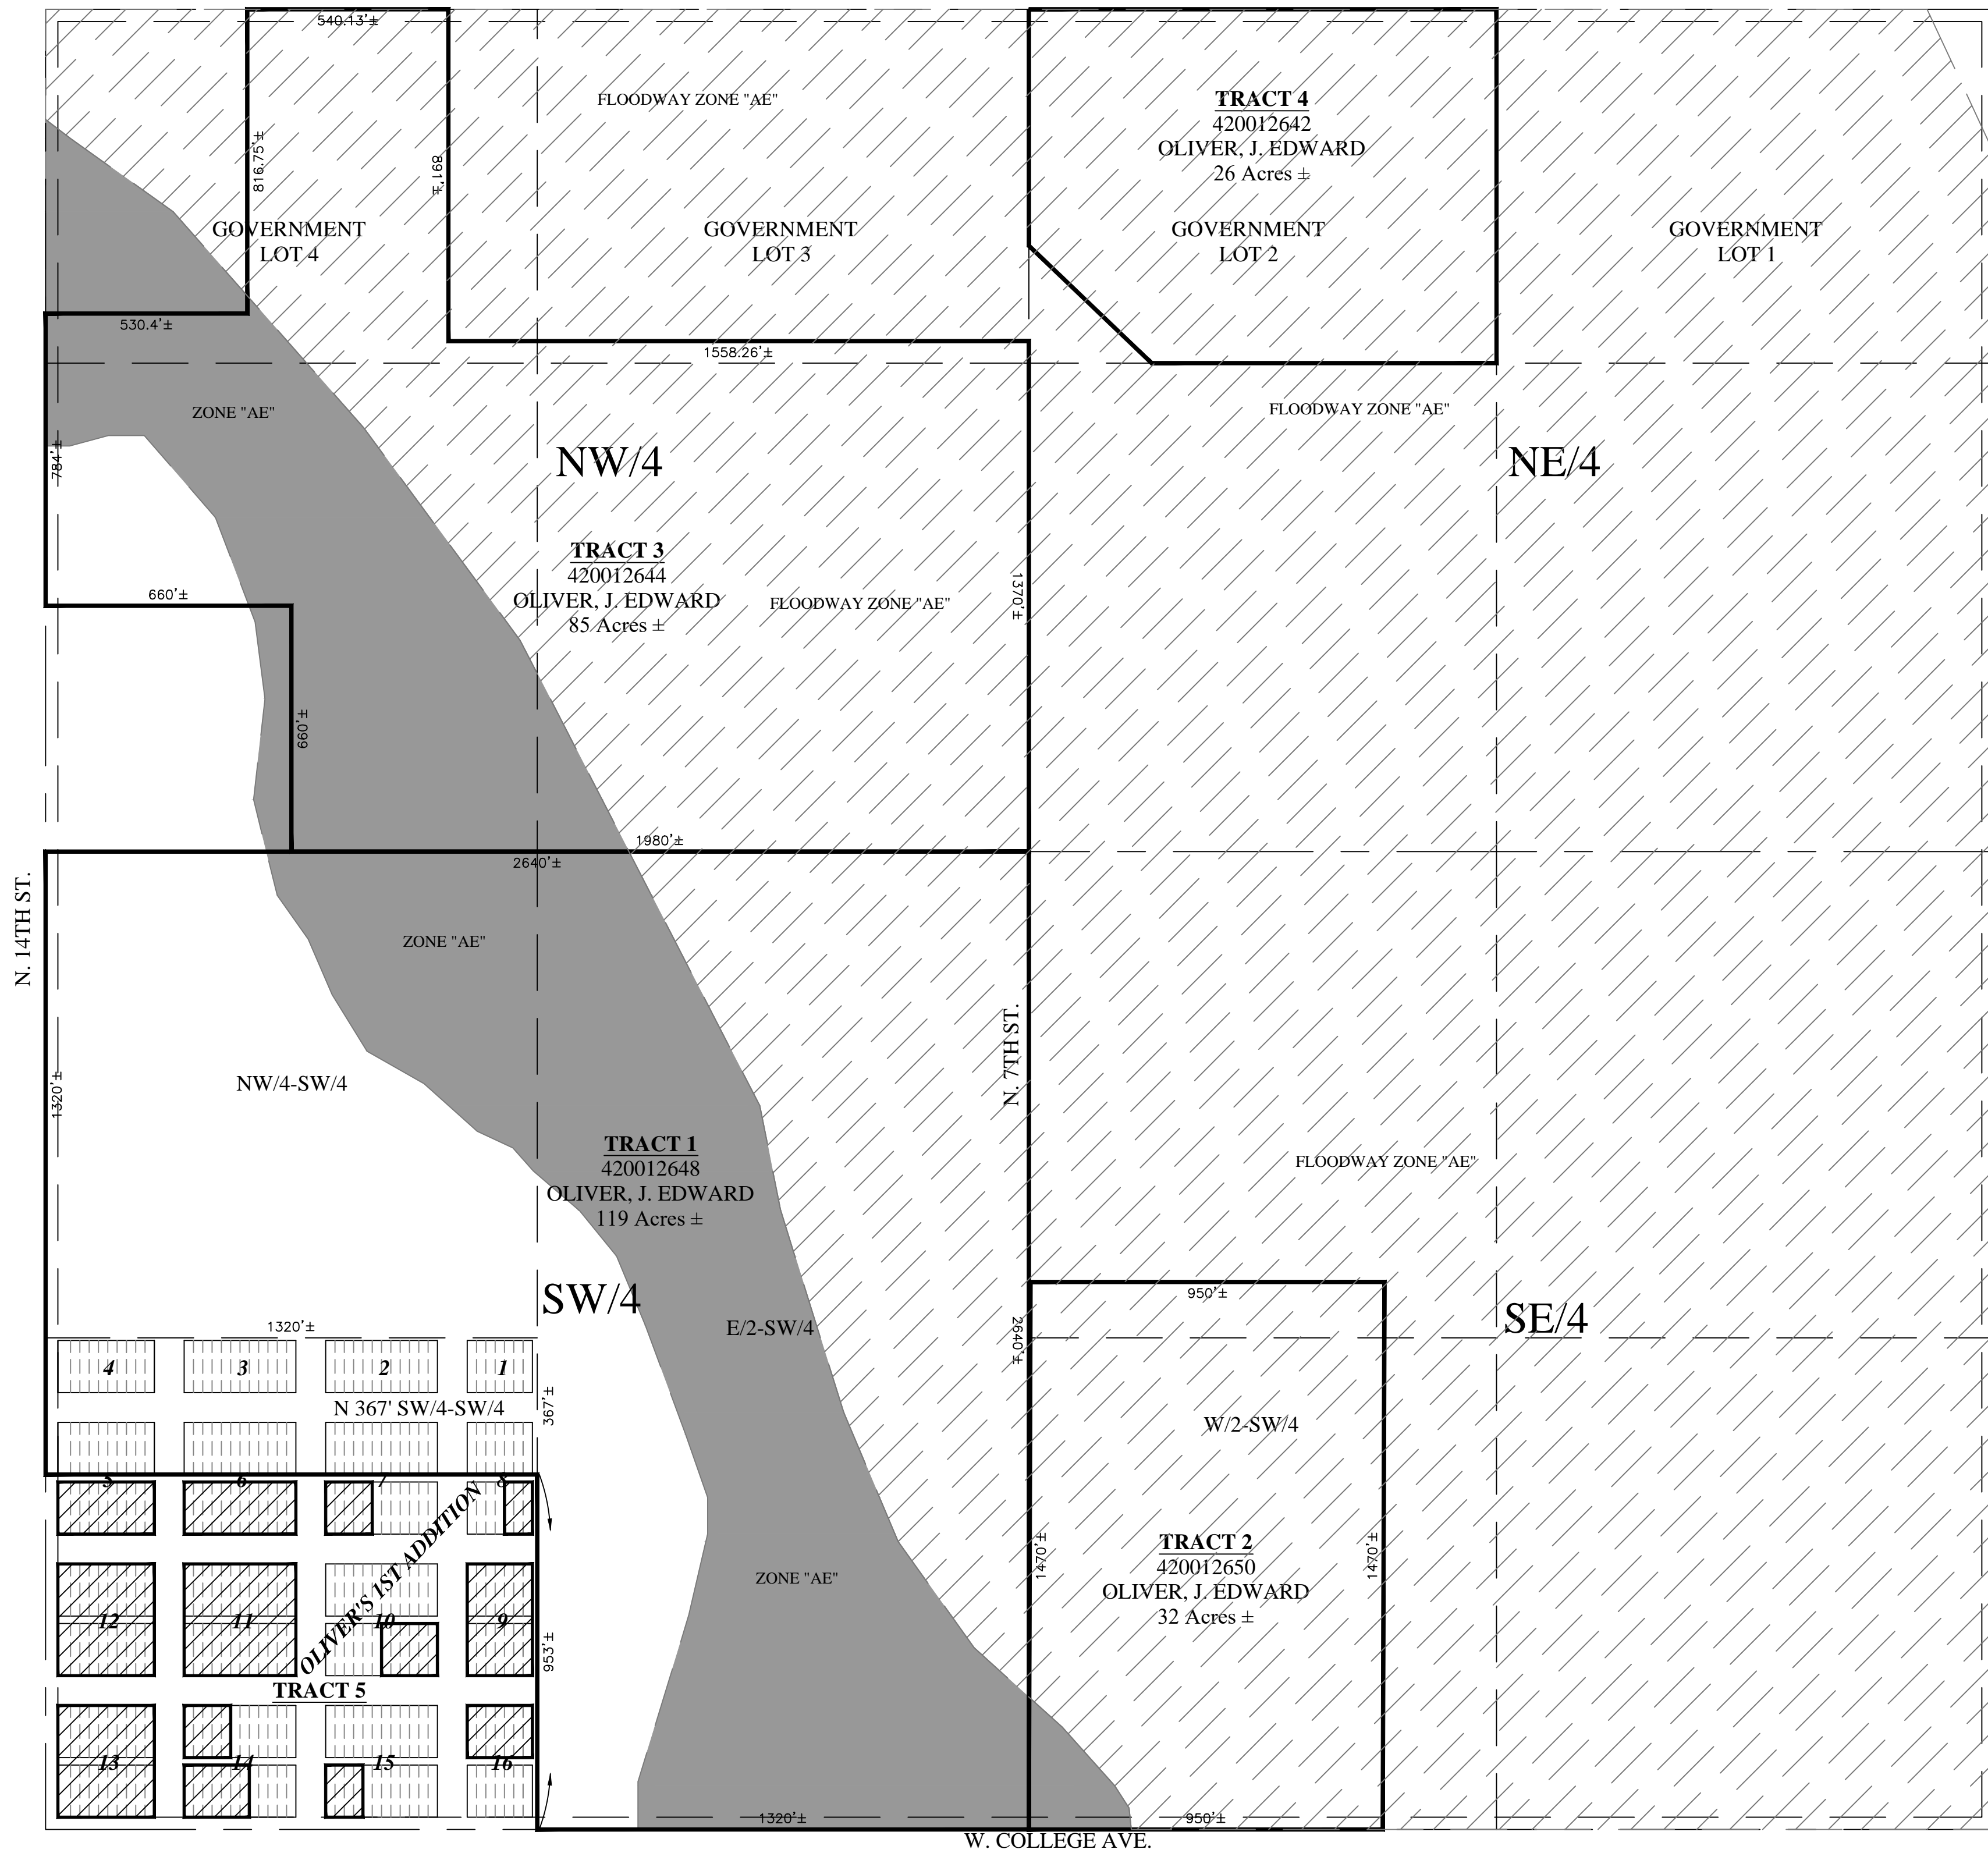 540.13'±
FLOODWAY ZONE "AE"
TRACT 4
420012642
OLIVER, J. EDWARD
26 Acres ±
816.75'±
891'±
GOVERNMENT
LOT 4
GOVERNMENT
LOT 3
GOVERNMENT
LOT 2
GOVERNMENT
LOT 1
530.4'±
1558.26'±
ZONE "AE"
FLOODWAY ZONE "AE"
784'±
NW/4
NE/4
TRACT 3
420012644
OLIVER, J. EDWARD
85 Acres ±
FLOODWAY ZONE "AE"
1370'±
660'±
660'±
1980'±
2640'±
N. 14TH ST.
ZONE "AE"
N. 7TH ST.
1320'±
NW/4-SW/4
TRACT 1
420012648
OLIVER, J. EDWARD
119 Acres ±
FLOODWAY ZONE "AE"
SW/4
SE/4
950'±
1320'±
E/2-SW/4
2640'±
4
3
2
1
N 367' SW/4-SW/4
367'±
W/2-SW/4
5
6
7
8
OLIVER'S 1ST ADDITION
1470'±
1470'±
TRACT 2
420012650
OLIVER, J. EDWARD
32 Acres ±
ZONE "AE"
12
11
10
9
953'±
TRACT 5
13
14
15
16
1320'±
950'±
W. COLLEGE AVE.